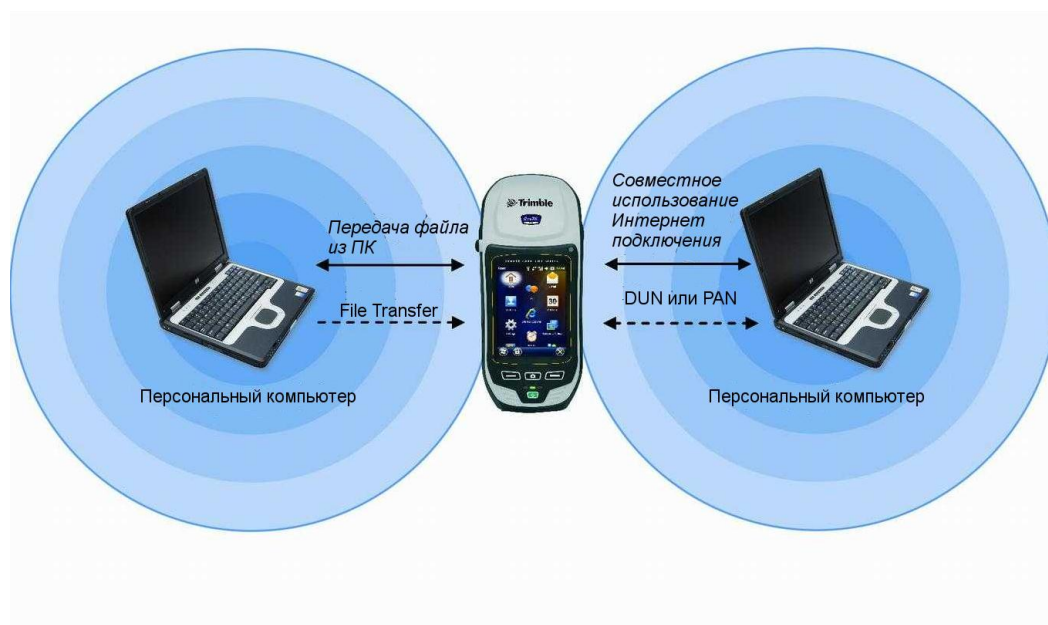 Trimble
Передача файла
из ПК
File Transfer
Персональный компьютер
Совместное
использование
Интернет
подключения
DUN или PAN
Персональный компьютер